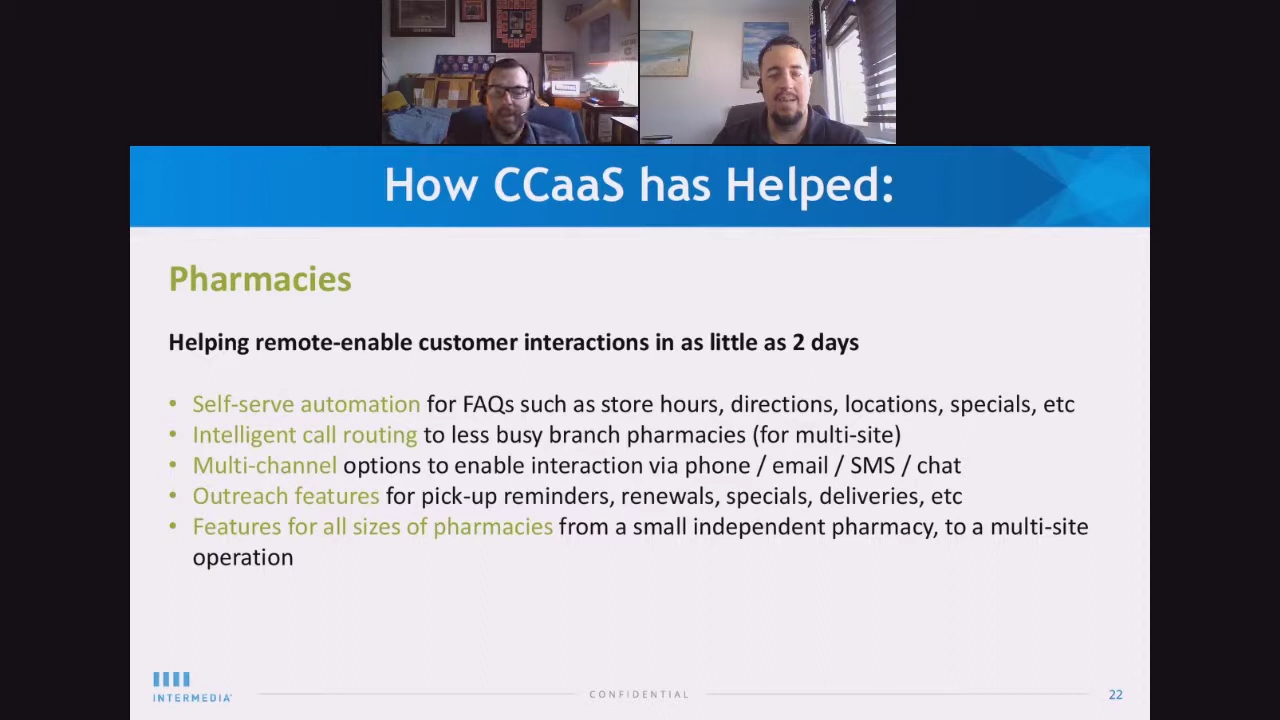 How CCaaS has Helped:
Pharmacies
Helping remote-enable customer interactions in as little as 2 days
• Self-serve automation for FAQs such as store hours, directions, locations, specials, etc
• Intelligent call routing to less busy branch pharmacies (for multi-site)
• Multi-channel options to enable interaction via phone / email / SMS / chat
• Outreach features for pick-up reminders, renewals, specials, deliveries, etc
• Features for all sizes of pharmacies from a small independent pharmacy, to a multi-site
operation
INTERMEDIA
CONFIDENTIAL
22